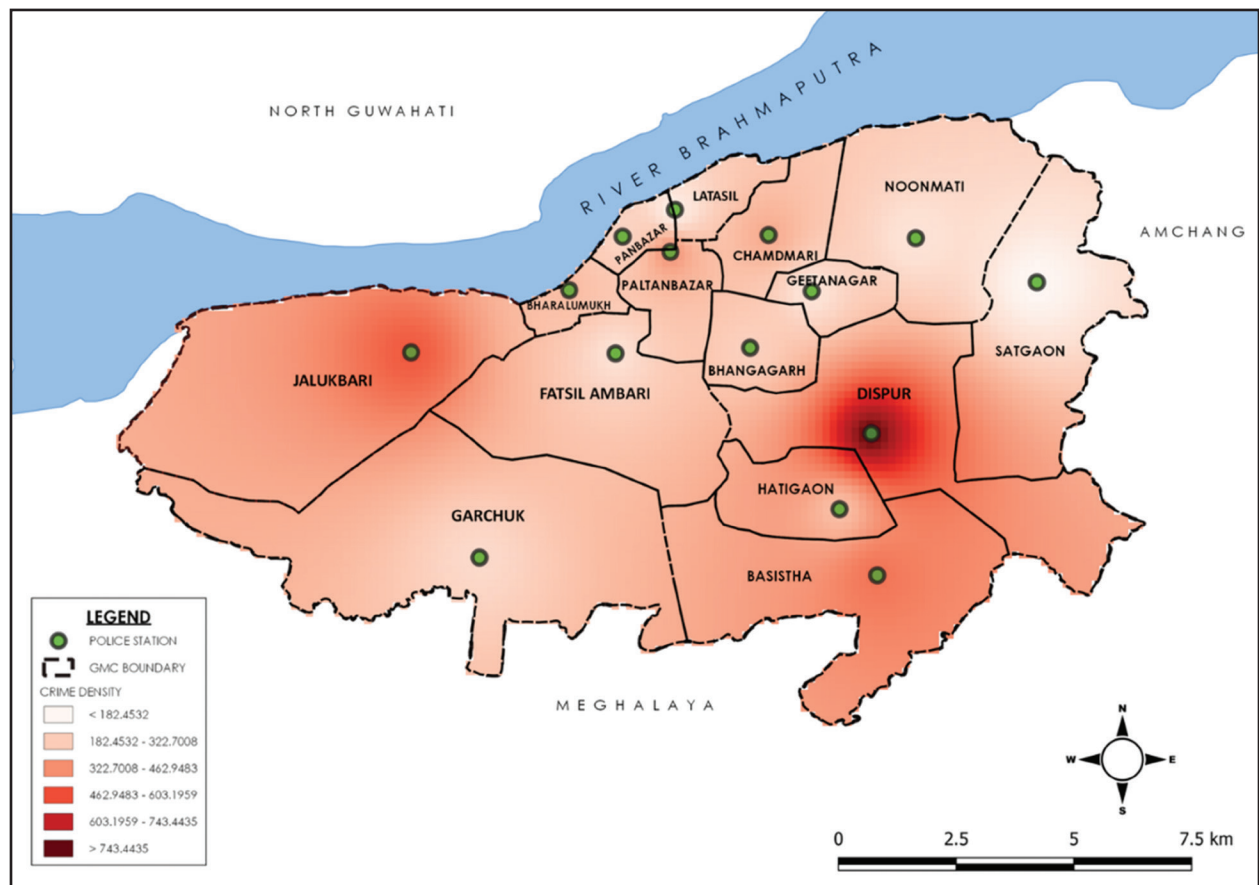 NORTH GUWAHATI
RIVER BRAHMAPUTRA
LATASIL
NOONMATI
AMCHANG
PANBAZAR
CHAMDMARI
GEETANAGAR
PALTANBAZAR
BHARALUMUKH
SATGAON
BHANGAGARH
JALUKBARI
FATSIL AMBARI
DISPUR
HATIGAON
GARCHUK
BASISTHA
MEGHALAYA
LEGEND
POLICE STATION
GMC BOUNDARY
CRIME DENSITY
< 182.4532
182.4532 - 322.7008
322.7008 - 462.9483
462.9483 - 603.1959
603.1959 - 743.4435
> 743.4435
N
W E
S
0 2.5 5 7.5 km